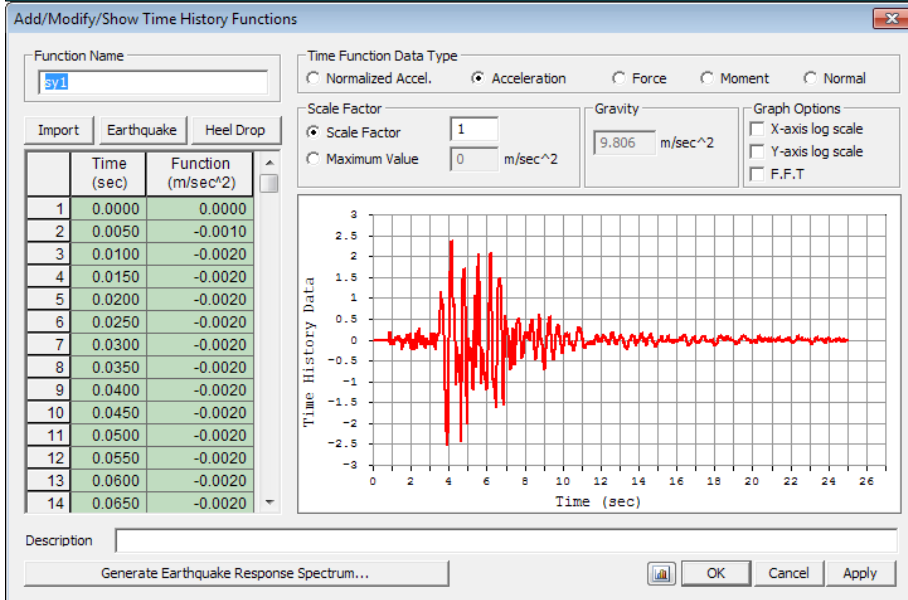 Add/Modify/Show Time History Functions
Function Name
sy1
Import Earthquake Heel Drop
Time Function
(sec) (m/sec^2)
1 0.0000 0.0000
2 0.0050 -0.0010
3 0.0100 -0.0020
4 0.0150 -0.0020
5 0.0200 -0.0020
6 0.0250 -0.0020
7 0.0300 -0.0020
8 0.0350 -0.0020
9 0.0400 -0.0020
10 0.0450 -0.0020
11 0.0500 -0.0020
12 0.0550 -0.0020
13 0.0600 -0.0020
14 0.0650 -0.0020
Time Function Data Type
Normalized Accel. Acceleration Force Moment Normal
Scale Factor
Scale Factor 1
Maximum Value 0 m/sec^2
Gravity
9.806 m/sec^2
Graph Options
X-axis log scale
Y-axis log scale
F.F.T
Time History Data
3
2.5
2
1.5
1
0.5
0
-0.5
-1
-1.5
-2
-2.5
-3
0 2 4 6 8 10 12 14 16 18 20 22 24 26
Time (sec)
Description
Generate Earthquake Response Spectrum... OK Cancel Apply